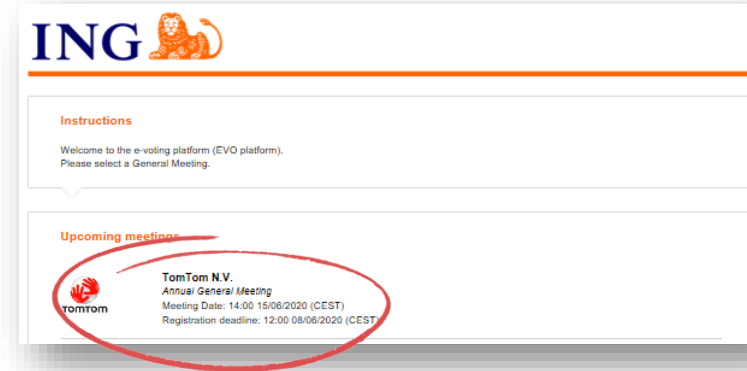 ING
Instructions
Welcome to the e-voting platform (EVO platform).
Please select a General Meeting.
Upcoming meetings
TomTom N.V.
Annual General Meeting
Meeting Date: 14:00 15/06/2020 (CEST)
Registration deadline: 12:00 08/06/2020 (CEST)
TOMTOM